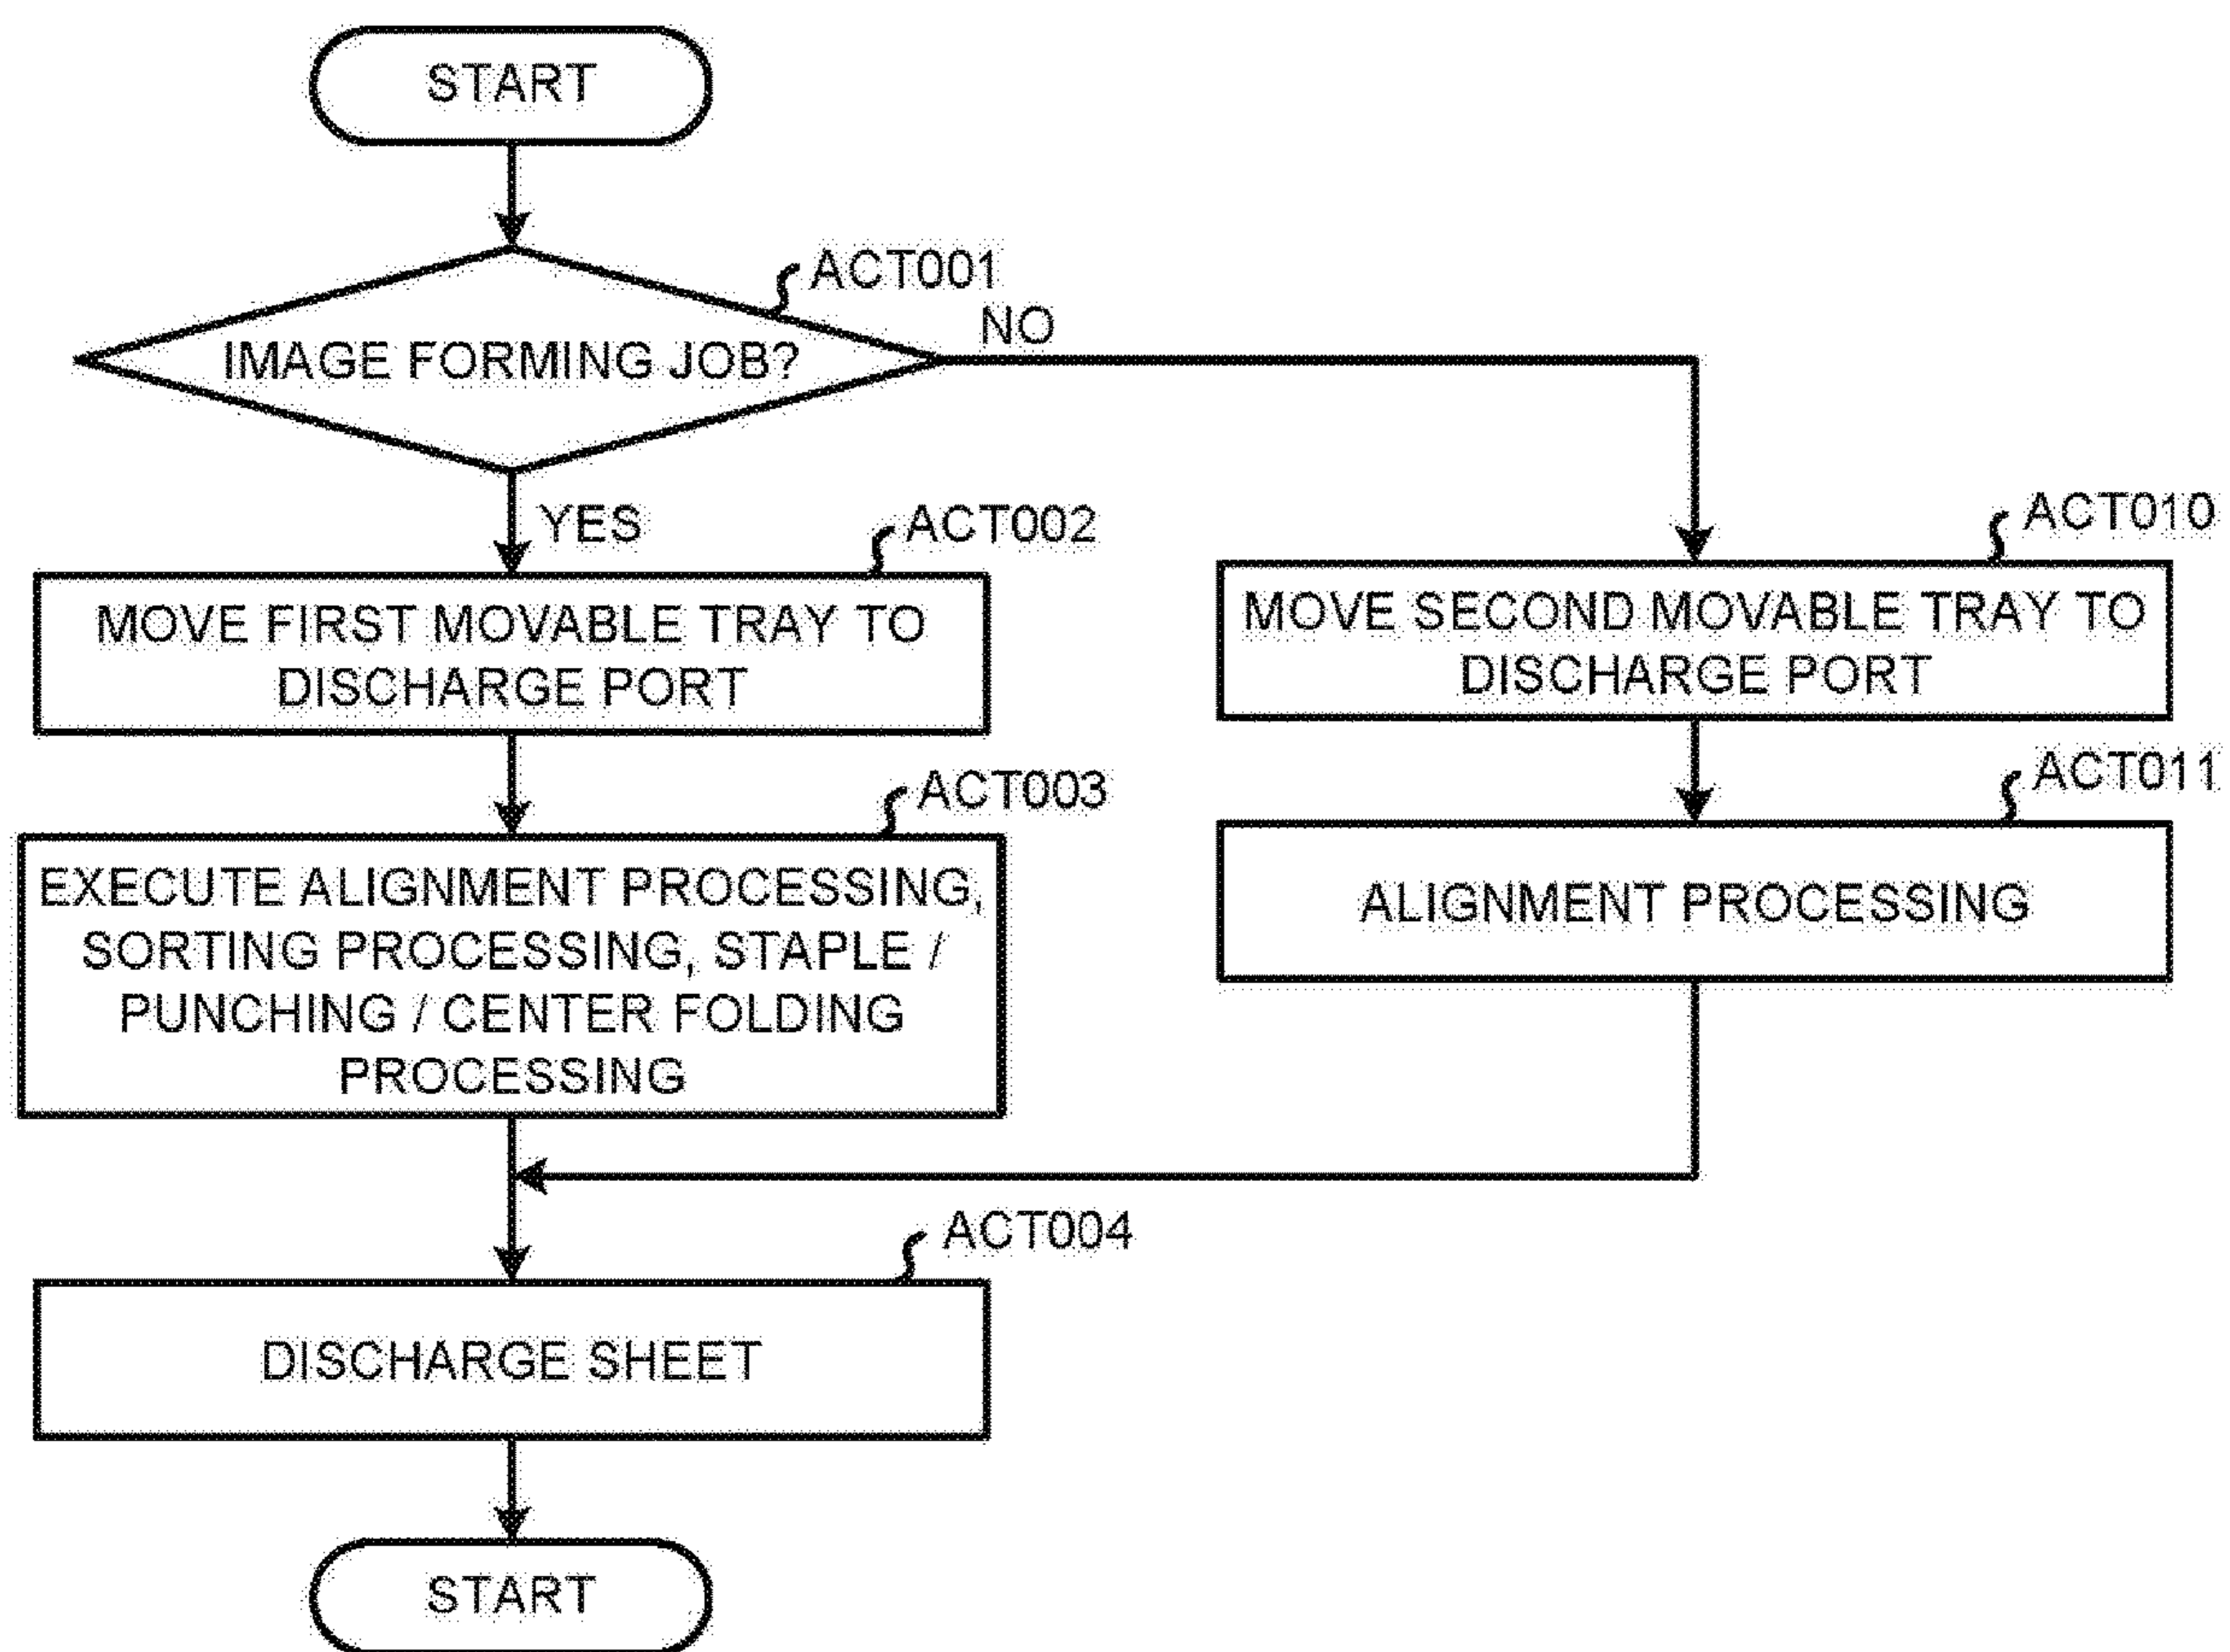 START
ACT001
IMAGE FORMING JOB?
NO
YES
ACT002
MOVE FIRST MOVABLE TRAY TO
DISCHARGE PORT
ACT010
MOVE SECOND MOVABLE TRAY TO
DISCHARGE PORT
ACT003
EXECUTE ALIGNMENT PROCESSING,
SORTING PROCESSING, STAPLE /
PUNCHING / CENTER FOLDING
PROCESSING
ACT011
ALIGNMENT PROCESSING
ACT004
DISCHARGE SHEET
START